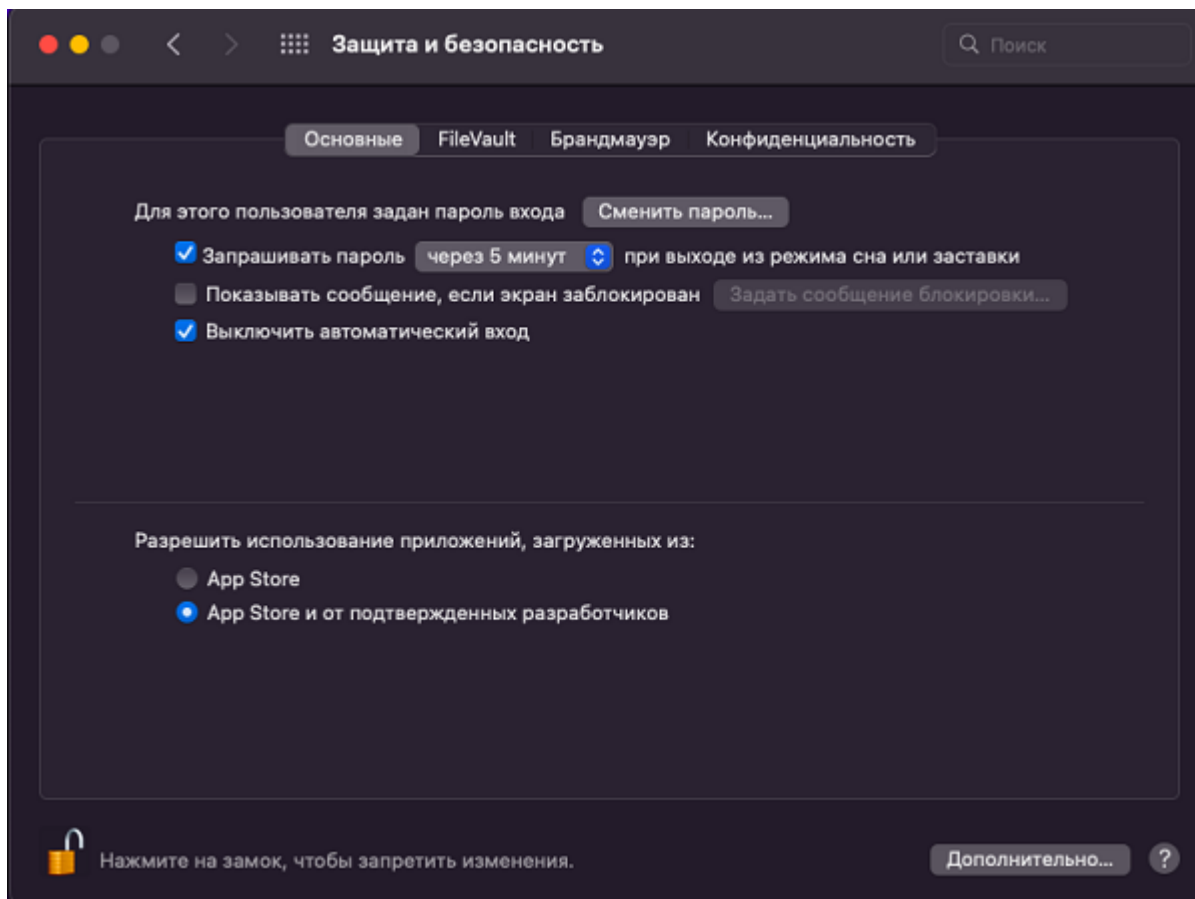 Защита и безопасность
Поиск
Основные FileVault Брандмауэр Конфиденциальность
Для этого пользователя задан пароль входа Сменить пароль...
Запрашивать пароль через 5 минут при выходе из режима сна или заставки
Показывать сообщение, если экран заблокирован Задать сообщение блокировки...
Выключить автоматический вход
Разрешить использование приложений, загруженных из:
App Store
App Store и от подтвержденных разработчиков
Нажмите на замок, чтобы запретить изменения.
Дополнительно... ?